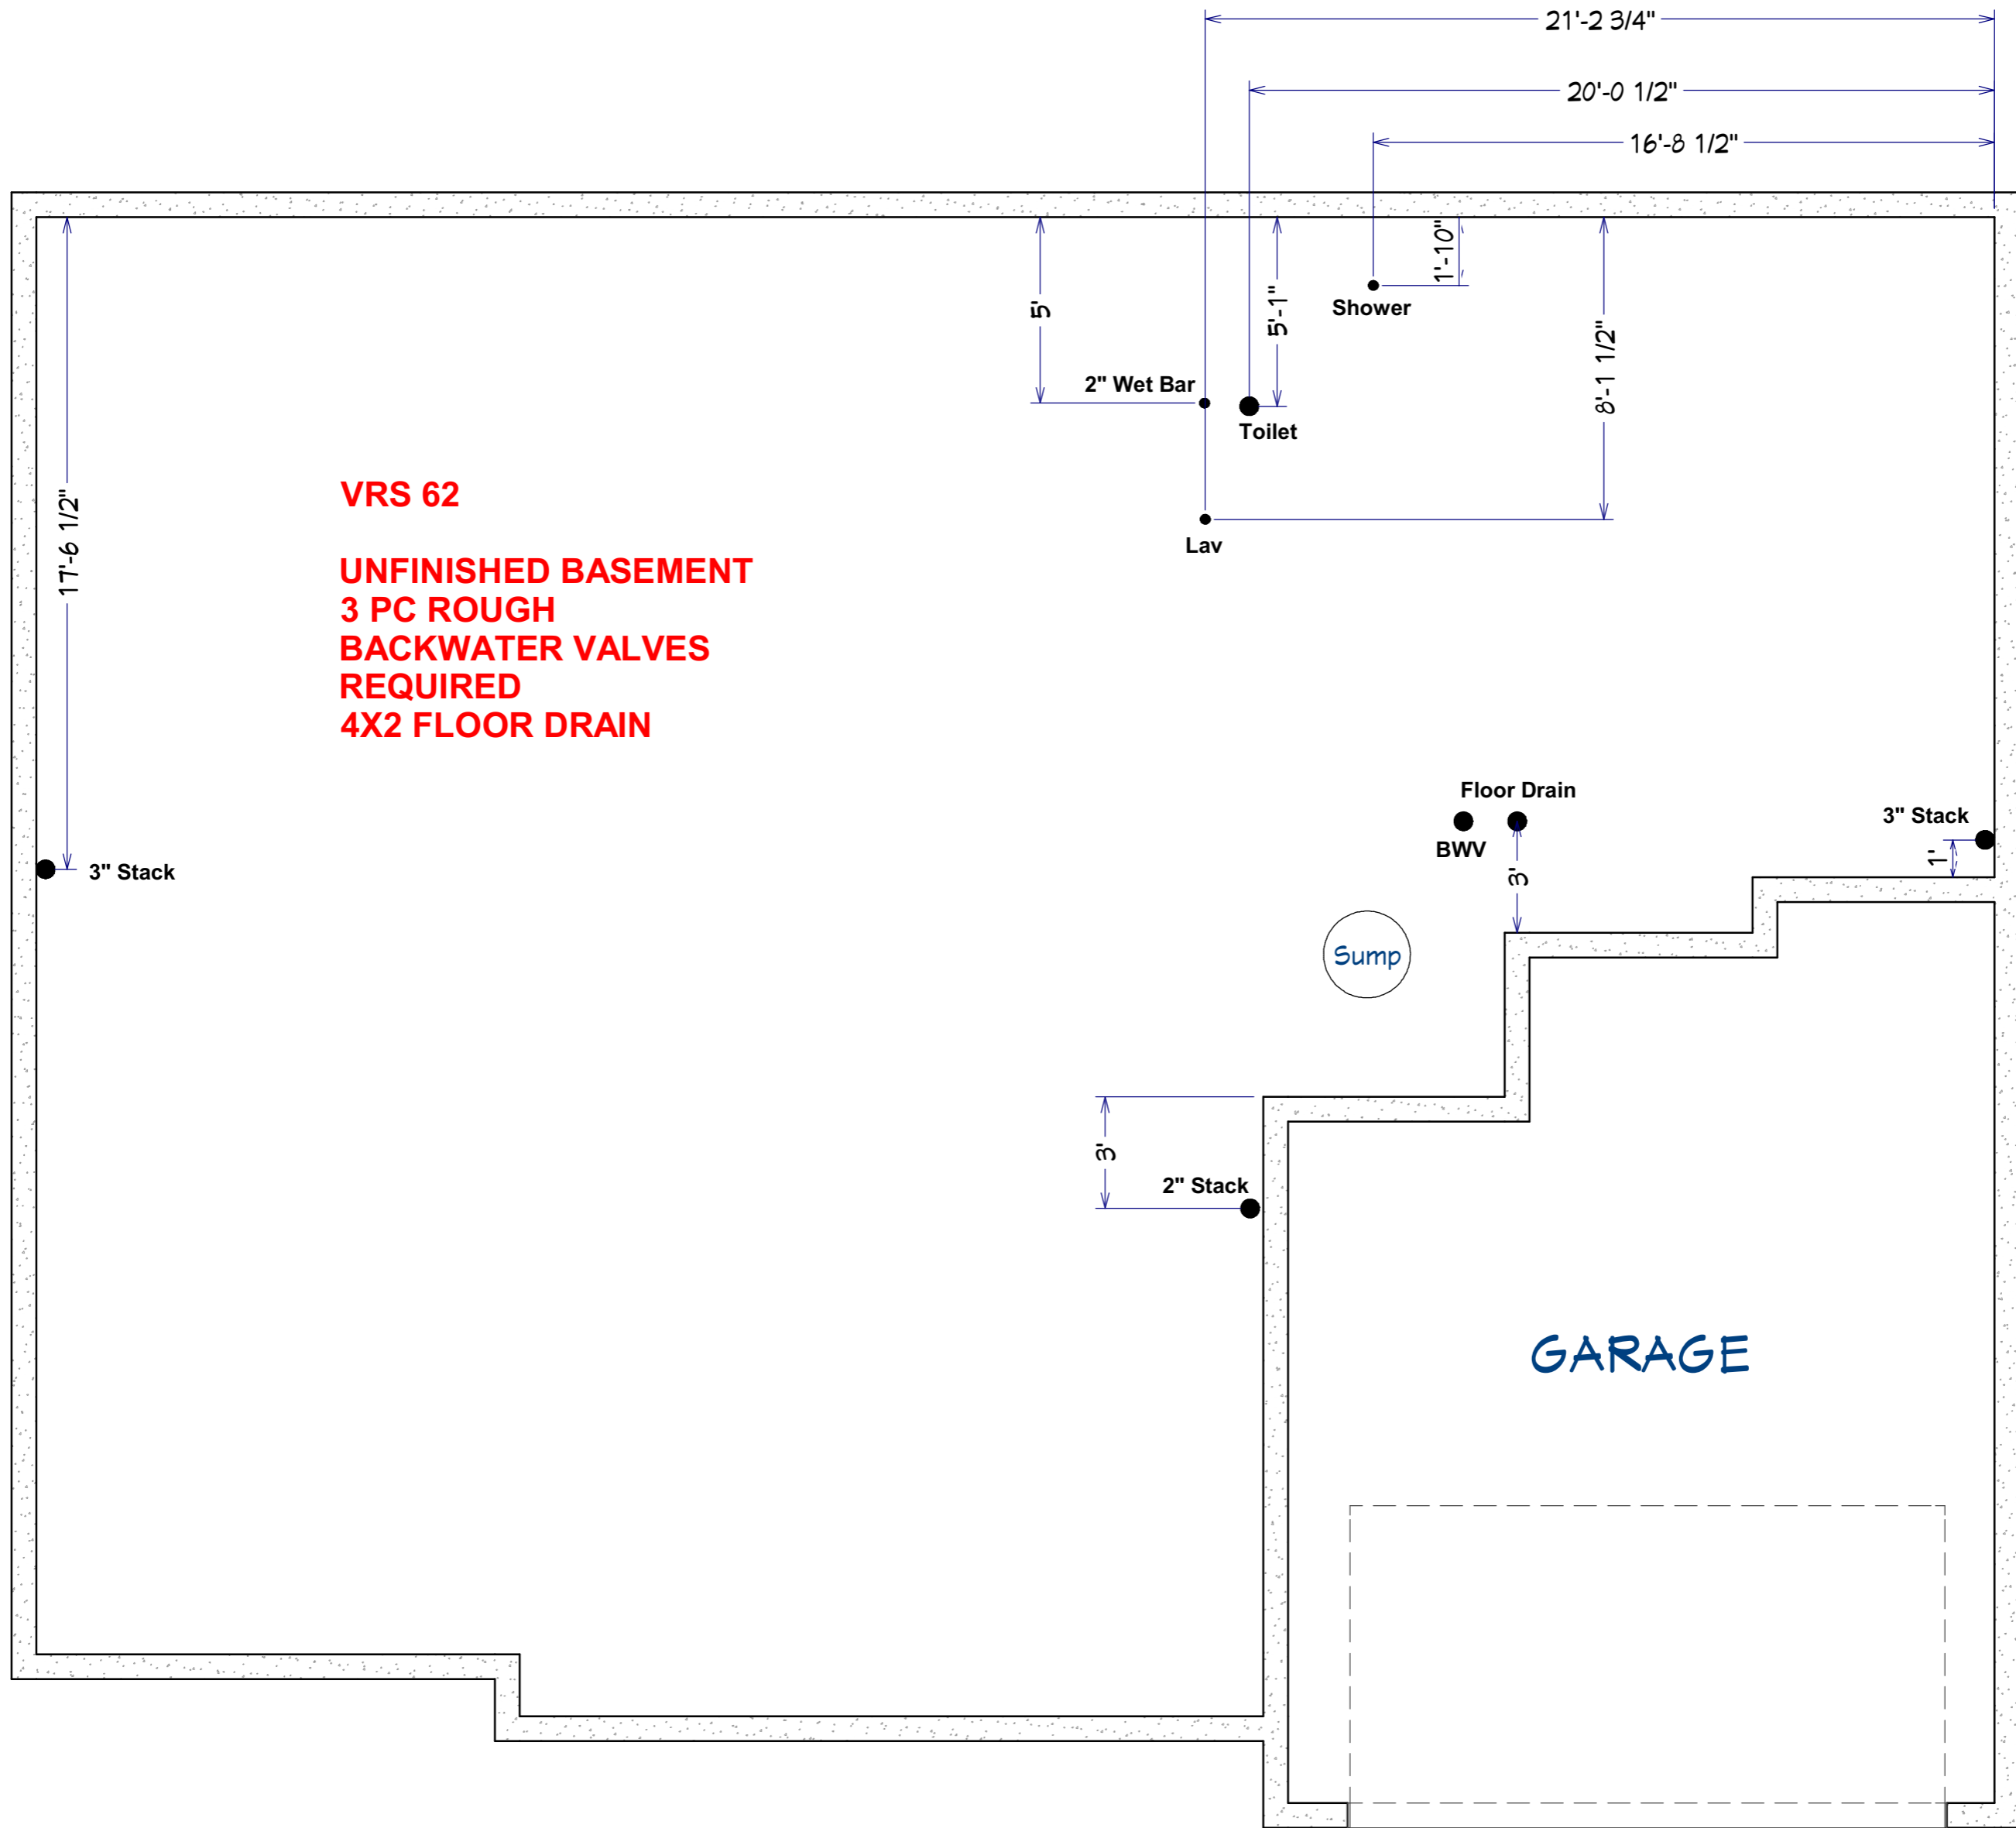 21'-2 3/4"
20'-0 1/2"
16'-8 1/2"
1'-10"
Shower
5'
5'-1"
8'-1 1/2"
2" Wet Bar
Toilet
17'-6 1/2"
VRS 62
Lav
UNFINISHED BASEMENT
3 PC ROUGH
BACKWATER VALVES
REQUIRED
4X2 FLOOR DRAIN
Floor Drain
BWV
3" Stack
1'
3" Stack
3'
Sump
3'
2" Stack
GARAGE